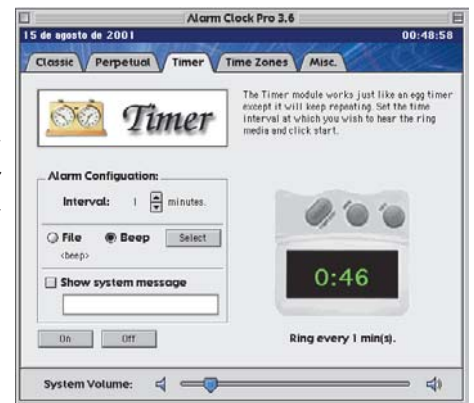 Alarm Clock Pro 3.6
15 de agosto de 2001 00:48:58
Classic Perpetual Timer Time Zones Misc.
Timer
The Timer module works just like an egg timer
except it will keep repeating. Set the time
interval at which you wish to hear the ring
media and click start.
Alarm Configuation:
Interval: 1 minutes.
File Beep Select
<beep>
Show system message
0:46
On Off
Ring every 1 min(s).
System Volume: